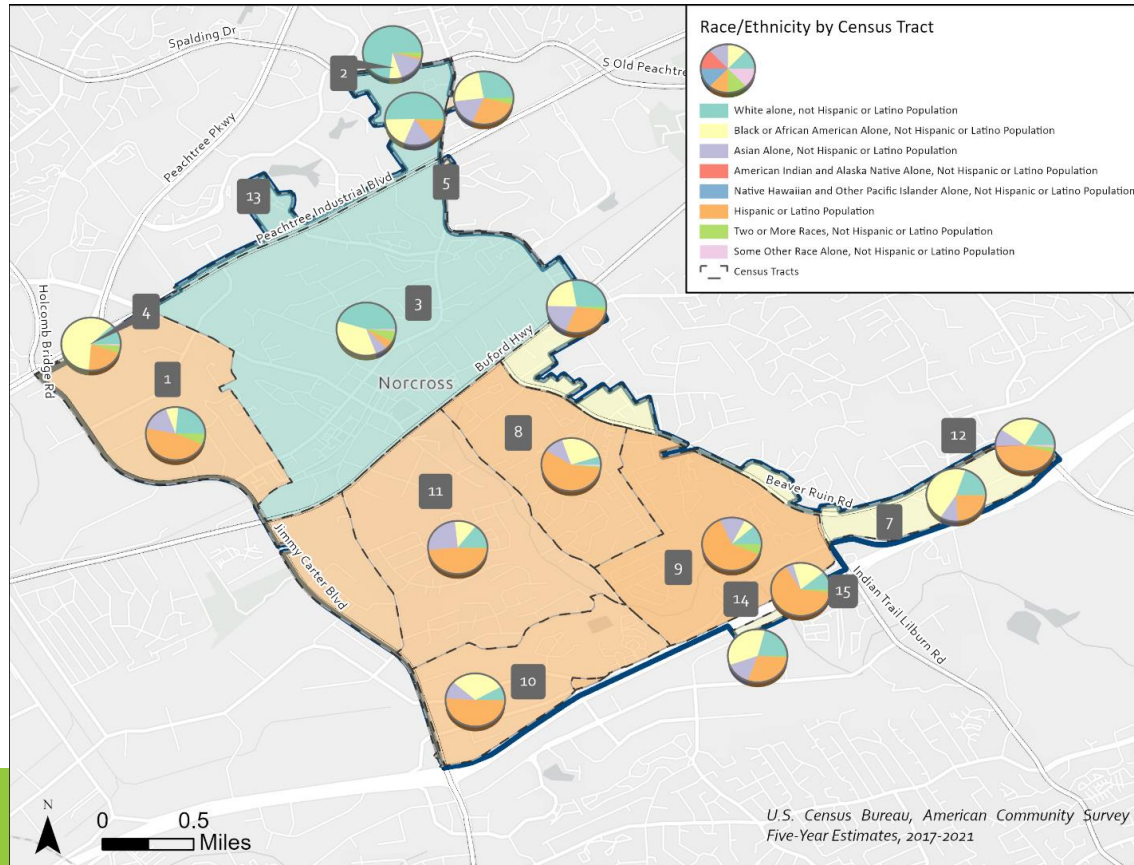 Spalding Dr
S Old Peachtre
Peachtree Pkwy
2
13
Peachtree Industrial Blvd
5
Holcomb Bridge Rd
4
3
1
Buford Hwy
Norcross
8
11
12
Beaver Ruin Rd
7
Jimmy Carter Blvd
9
14
15
Indian Trail Lilburn Rd
10
Race/Ethnicity by Census Tract
White alone, not Hispanic or Latino Population
Black or African American Alone, Not Hispanic or Latino Population
Asian Alone, Not Hispanic or Latino Population
American Indian and Alaska Native Alone, Not Hispanic or Latino Population
Native Hawaiian and Other Pacific Islander Alone, Not Hispanic or Latino Population
Hispanic or Latino Population
Two or More Races, Not Hispanic or Latino Population
Some Other Race Alone, Not Hispanic or Latino Population
Census Tracts
N
0 0.5
Miles
U.S. Census Bureau, American Community Survey
Five-Year Estimates, 2017-2021